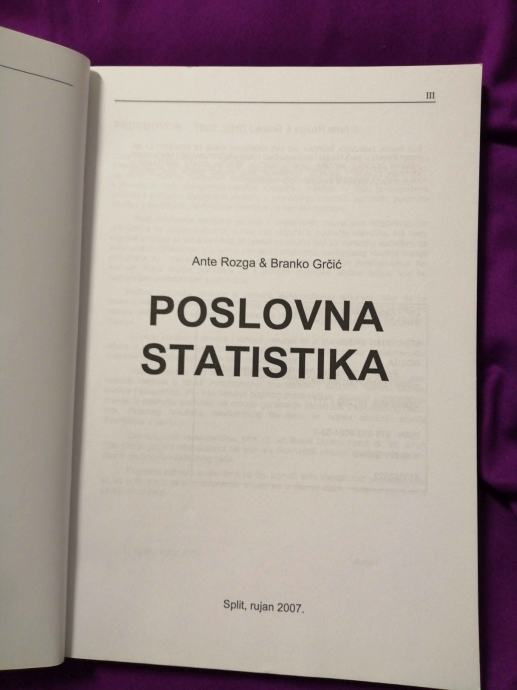 III
Ante Rozga & Branko Grčić
POSLOVNA
STATISTIKA
Split, rujan 2007.